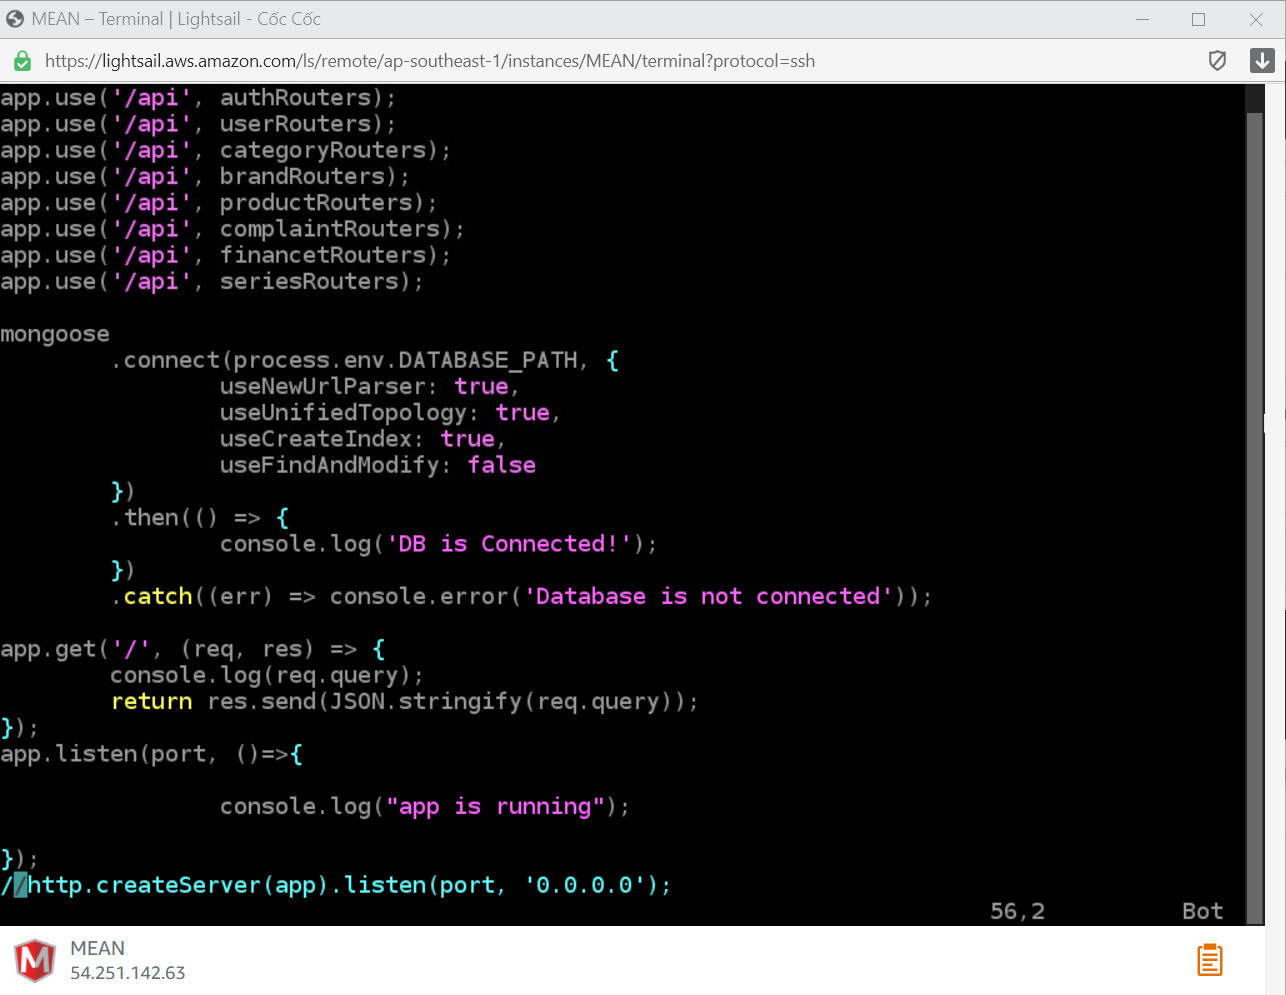 MEAN – Terminal | Lightsail - Cốc Cốc
https://lightsail.aws.amazon.com/ls/remote/ap-southeast-1/instances/MEAN/terminal?protocol=ssh
app.use('/api', authRouters);
app.use('/api', userRouters);
app.use('/api', categoryRouters);
app.use('/api', brandRouters);
app.use('/api', productRouters);
app.use('/api', complaintRouters);
app.use('/api', financetRouters);
app.use('/api', seriesRouters);
mongoose
.connect(process.env.DATABASE_PATH, {
useNewUrlParser: true,
useUnifiedTopology: true,
useCreateIndex: true,
useFindAndModify: false
})
.then(() => {
console.log('DB is Connected!');
})
.catch((err) => console.error('Database is not connected'));
app.get('/', (req, res) => {
console.log(req.query);
return res.send(JSON.stringify(req.query));
});
app.listen(port, ()=>{
console.log("app is running");
});
//http.createServer(app).listen(port, '0.0.0.0');
56,2 Bot
MEAN
54.251.142.63